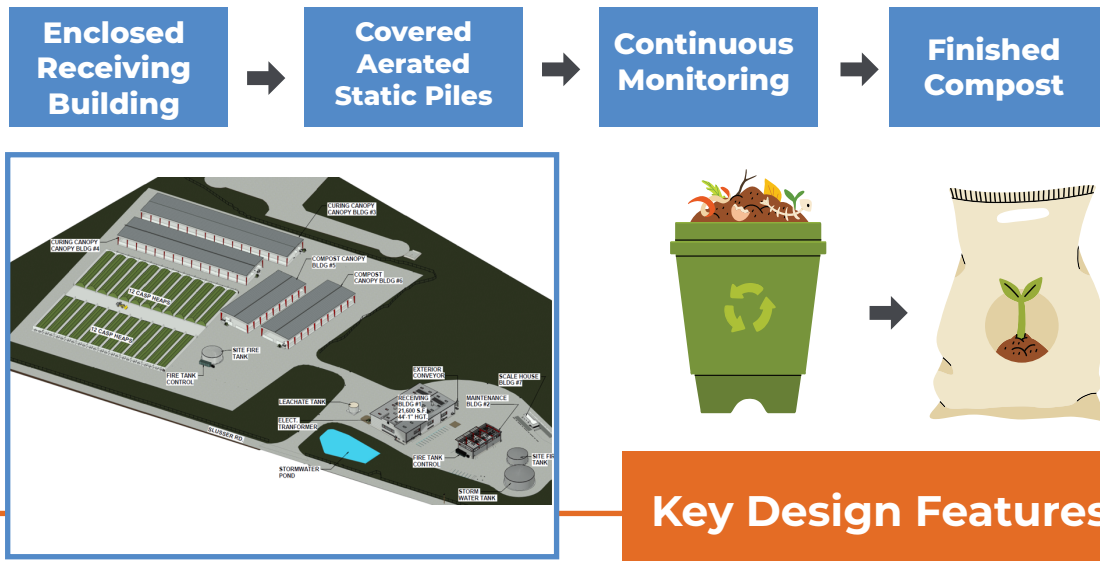 Enclosed
Receiving
Building
Covered
Aerated
Static Piles
Continuous
Monitoring
Finished
Compost
CURING CANOPY
CANOPY BLDG #3
CURING CANOPY
CANOPY BLDG #4
COMPOST CANOPY
BLDG #5
COMPOST
CANOPY BLDG #6
12 CASP HEAPS
12 CASP HEAPS
SITE FIRE
TANK
FIRE TANK
CONTROL
EXTERIOR
CONVEYOR
SCALE HOUSE
BLDG #7
LEACHATE TANK
RECEIVING
BLDG #1
21,600 S.F.
44'-1" HGT.
MAINTENANCE
BLDG #2
ELECT.
TRANFORMER
SLUSSER RD.
FIRE TANK
CONTROL
SITE FI
TANK
STORMWATER
POND
STORM
WATER TANK
Key Design Features